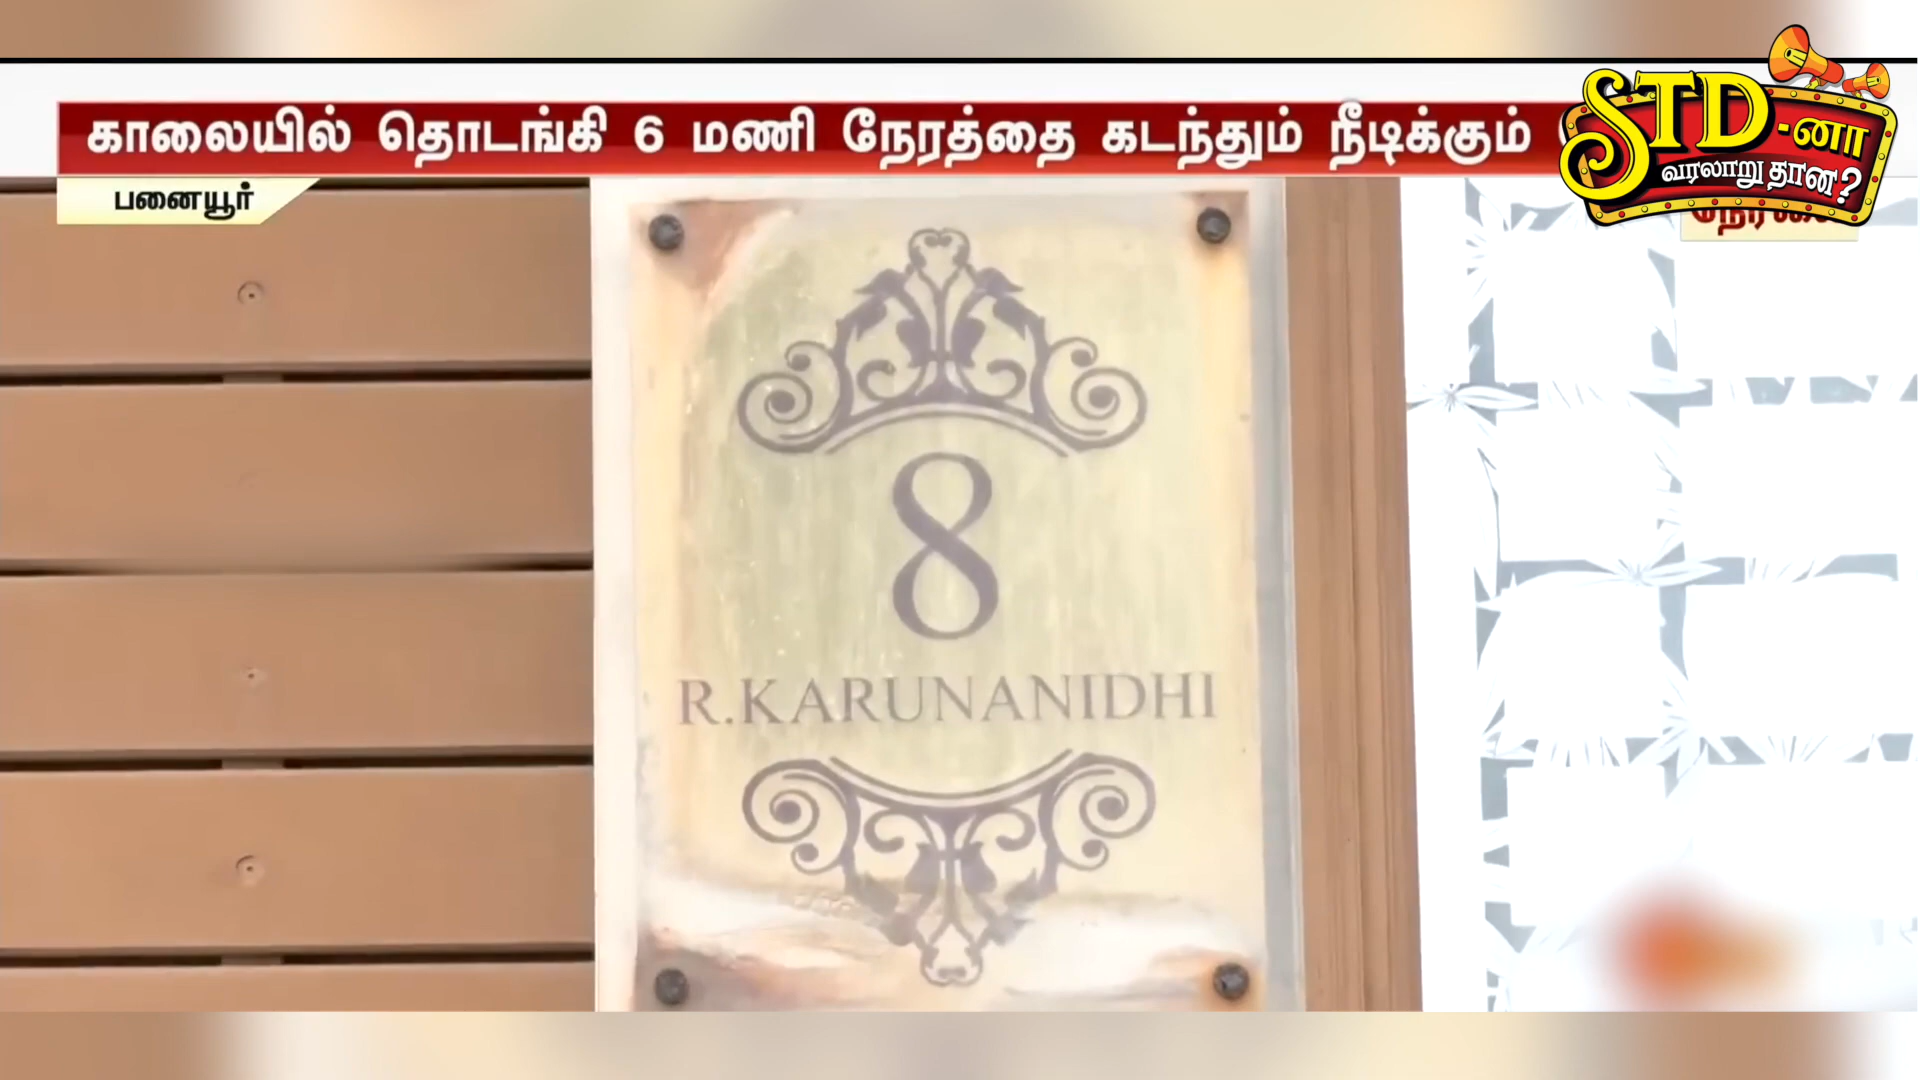 காலையில் தொடங்கி 6 மணி நேரத்தை கடந்தும் நீடிக்கும்
STD-னா
வரலாறு தான?
பனையூர்
8
R.KARUNANIDHI